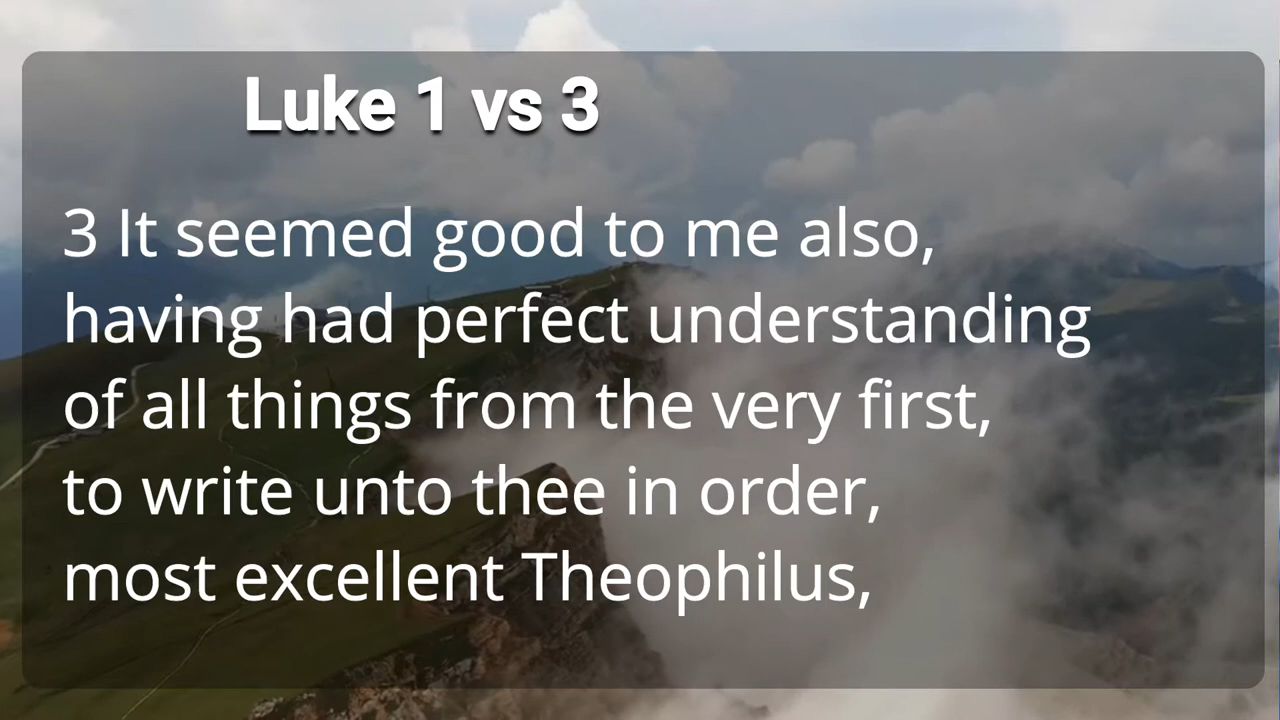 Luke 1 vs 3
3 It seemed good to me also,
having had perfect understanding
of all things from the very first,
to write unto thee in order,
most excellent Theophilus,